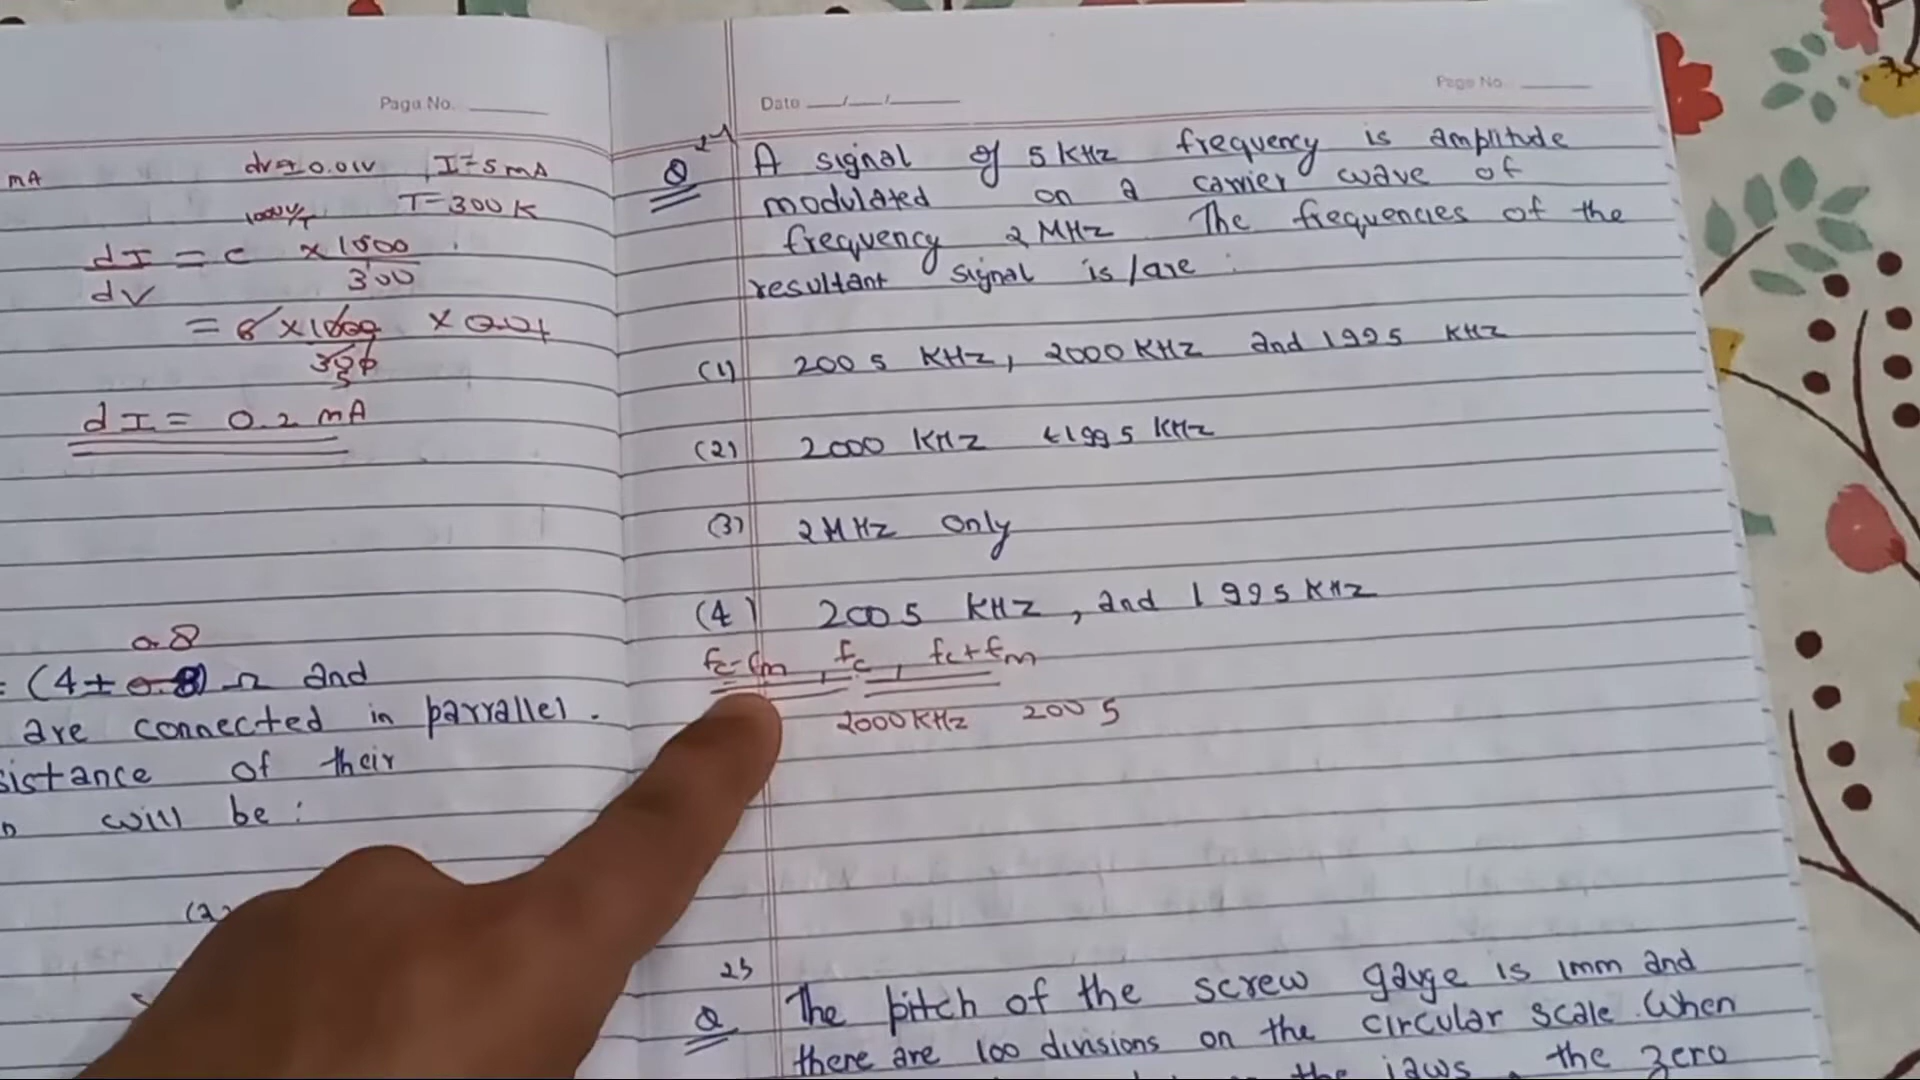 Page No.
mA dV = 0.01V I = 5 mA
T = 300 K
dI/dV = c × 1000/300
= 6 × 1000/300 × 0.01
dI = 0.2 mA
0.8
= (4 ± 0.8) Ω and
are connected in parrallel.
sistance of their
will be :
Date __/__/__
Page No.
Q A signal of 5 KHz frequency is amplitude
modulated on a carrier wave of
frequency 2 MHz The frequencies of the
resultant signal is/are :
(1) 2005 KHz, 2000 KHz and 1995 KHz
(2) 2000 KHz & 1995 KHz
(3) 2 MHz Only
(4) 2005 KHz, and 1995 KHz
fc-fm, fc, fc+fm
2000 KHz 2005
25
Q The pitch of the screw gauge is 1mm and
there are 100 divisions on the circular scale. When
the jaws, the zero